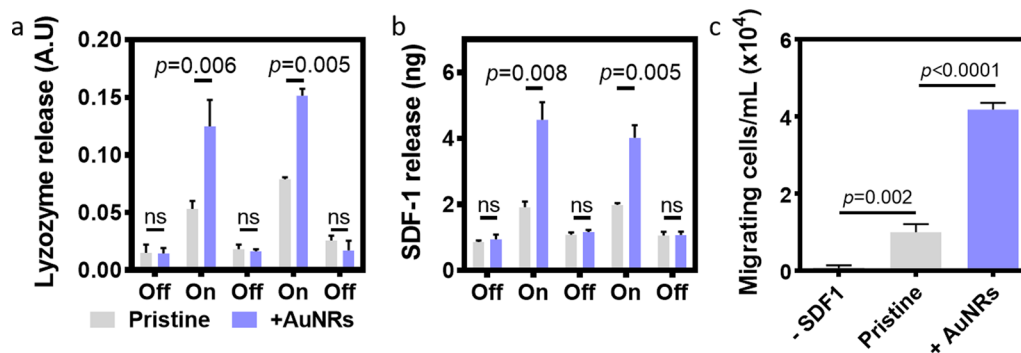 a
Lyzozyme release (A.U)
0.20
0.15
0.10
0.05
0.00
p=0.006
p=0.005
ns
ns
ns
Off On Off On Off
Pristine +AuNRs
b
SDF-1 release (ng)
6
4
2
0
p=0.008
p=0.005
ns
ns
ns
Off On Off On Off
c
Migrating cells/mL (x10⁴)
6
4
2
0
p<0.0001
p=0.002
- SDF1
Pristine
+ AuNRs